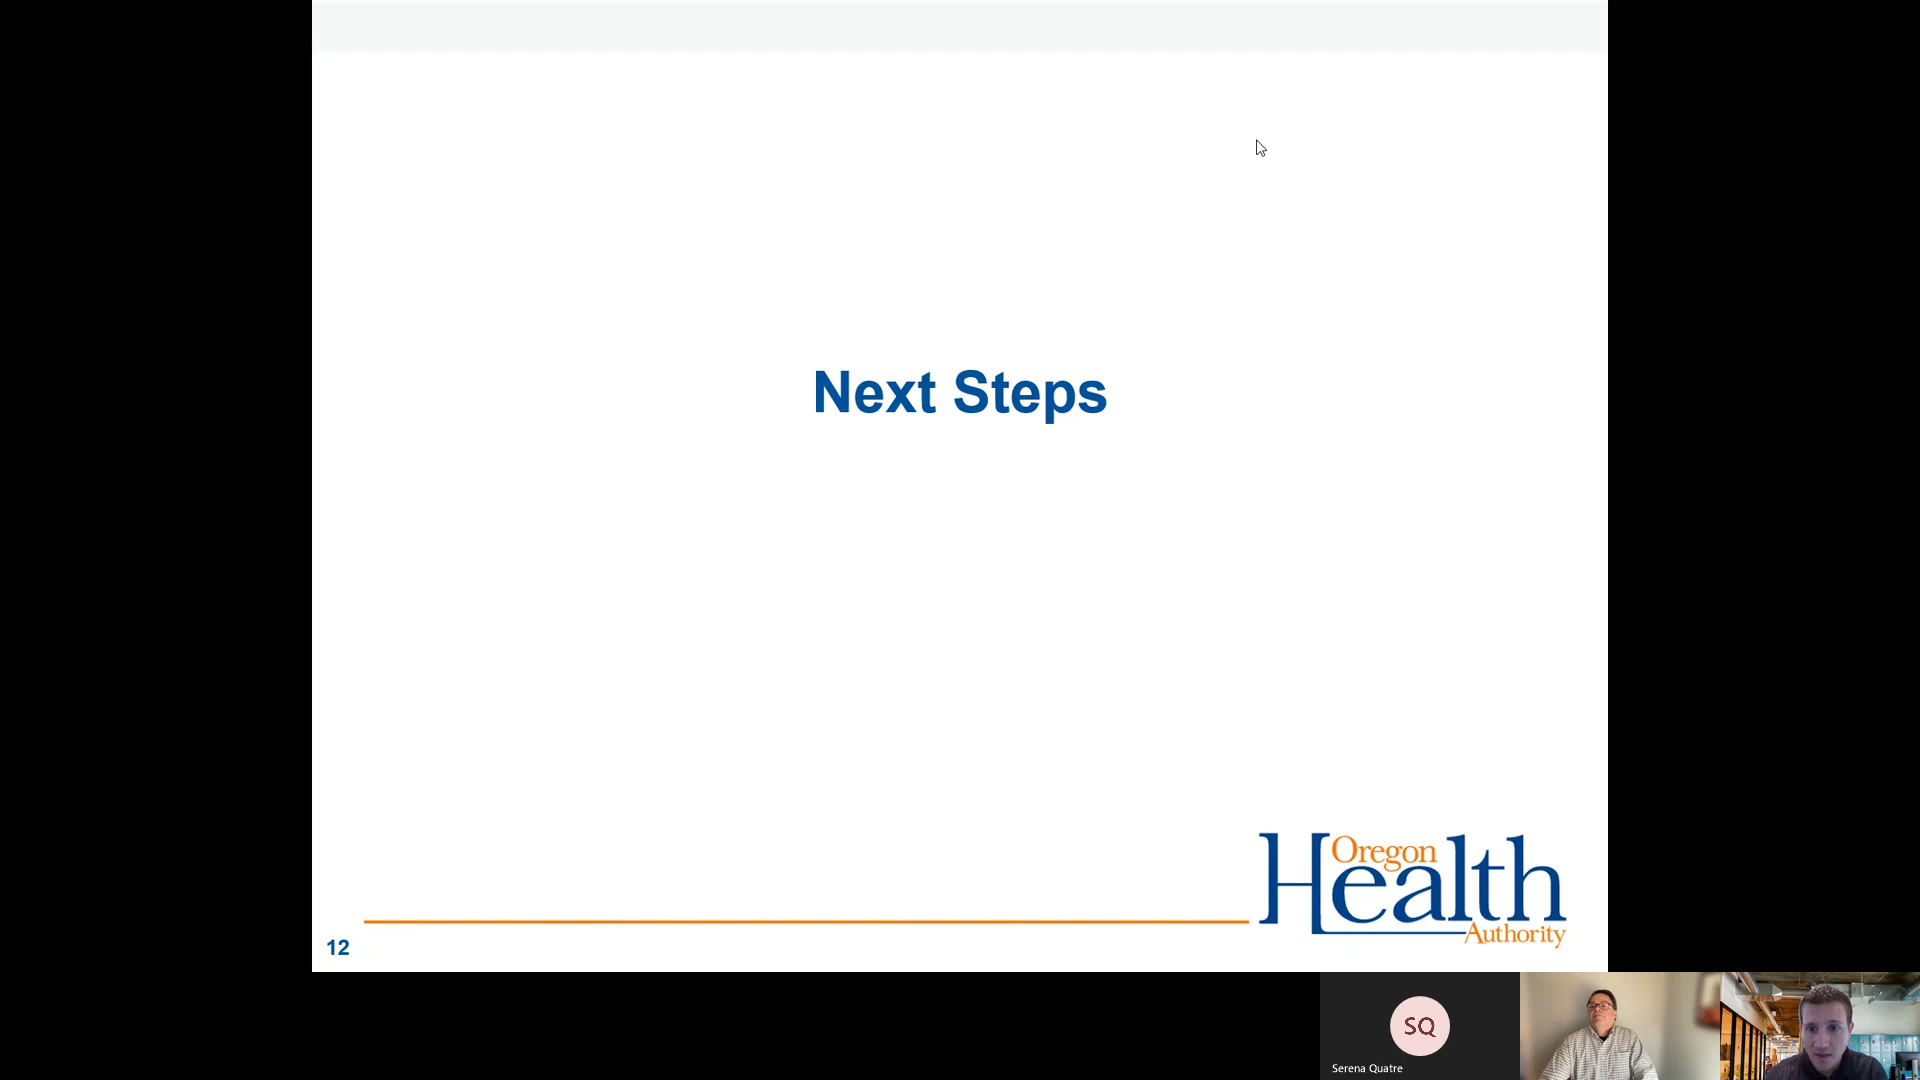 Next Steps
Oregon
Health
Authority
12
SQ
Serena Quatre